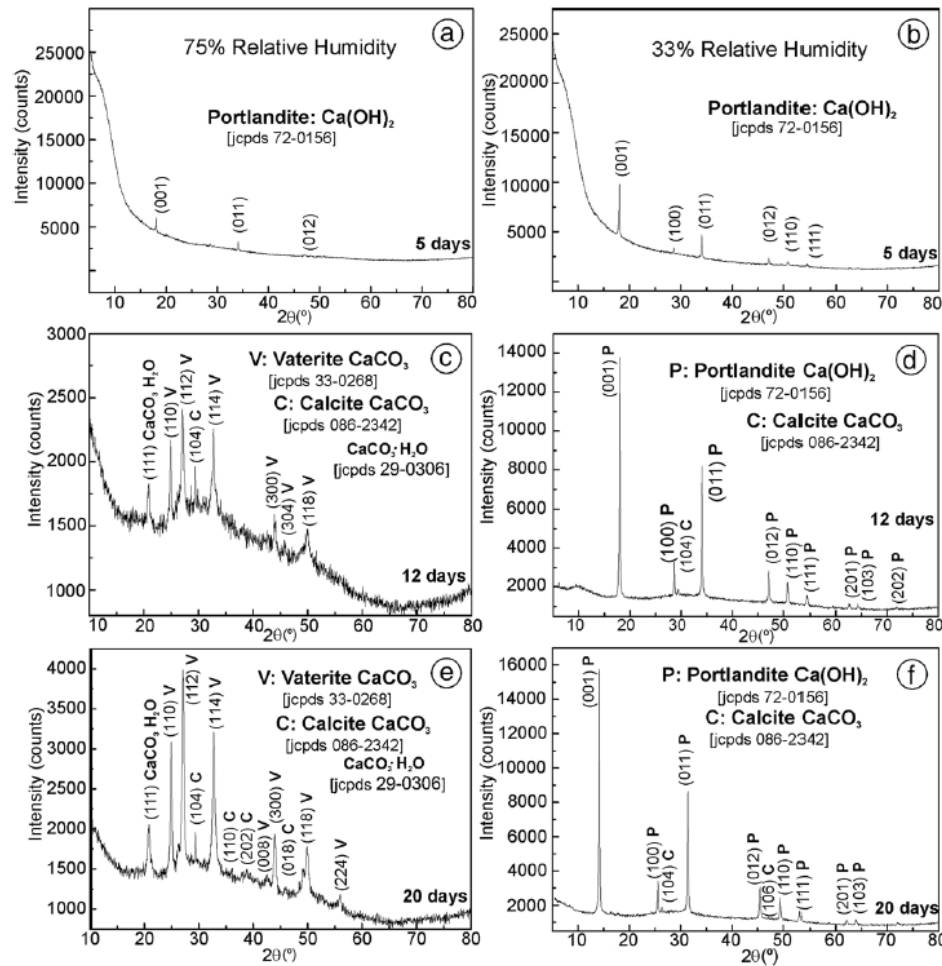 ⓐ
75% Relative Humidity
Portlandite: Ca(OH)₂
[jcpds 72-0156]
(001)
(011)
(012)
5 days
Intensity (counts)
25000
20000
15000
10000
5000
10 20 30 40 50 60 70 80
2θ(º)
ⓑ
33% Relative Humidity
Portlandite: Ca(OH)₂
[jcpds 72-0156]
(001)
(100)
(011)
(012)
(110)
(111)
5 days
Intensity (counts)
25000
20000
15000
10000
5000
10 20 30 40 50 60 70 80
2θ(º)
ⓒ
V: Vaterite CaCO₃
[jcpds 33-0268]
C: Calcite CaCO₃
[jcpds 086-2342]
CaCO₃·H₂O
[jcpds 29-0306]
(111) CaCO₃ H₂O
(110) V
(112) V
(104) C
(114) V
(300) V
(304) V
(118) V
12 days
Intensity (counts)
3000
2500
2000
1500
1000
10 20 30 40 50 60 70 80
2θ(º)
ⓓ
P: Portlandite Ca(OH)₂
[jcpds 72-0156]
C: Calcite CaCO₃
[jcpds 086-2342]
(001) P
(100) P
(104) C
(011) P
(012) P
(110) P
(111) P
(201) P
(103) P
(202) P
12 days
Intensity (counts)
14000
12000
10000
8000
6000
4000
2000
10 20 30 40 50 60 70 80
2θ(º)
ⓔ
V: Vaterite CaCO₃
[jcpds 33-0268]
C: Calcite CaCO₃
[jcpds 086-2342]
CaCO₃·H₂O
[jcpds 29-0306]
(111) CaCO₃ H₂O
(110) V
(112) V
(104) C
(114) V
(110) C
(202) C
(008) V
(300) V
(018) C
(118) V
(224) V
20 days
Intensity (counts)
4000
3500
3000
2500
2000
1500
1000
10 20 30 40 50 60 70 80
2θ(º)
ⓕ
P: Portlandite Ca(OH)₂
[jcpds 72-0156]
C: Calcite CaCO₃
[jcpds 086-2342]
(001) P
(100) P
(104) C
(011) P
(012) P
(106) C
(110) P
(111) P
(201) P
(103) P
20 days
Intensity (counts)
16000
14000
12000
10000
8000
6000
4000
2000
10 20 30 40 50 60 70 80
2θ(º)